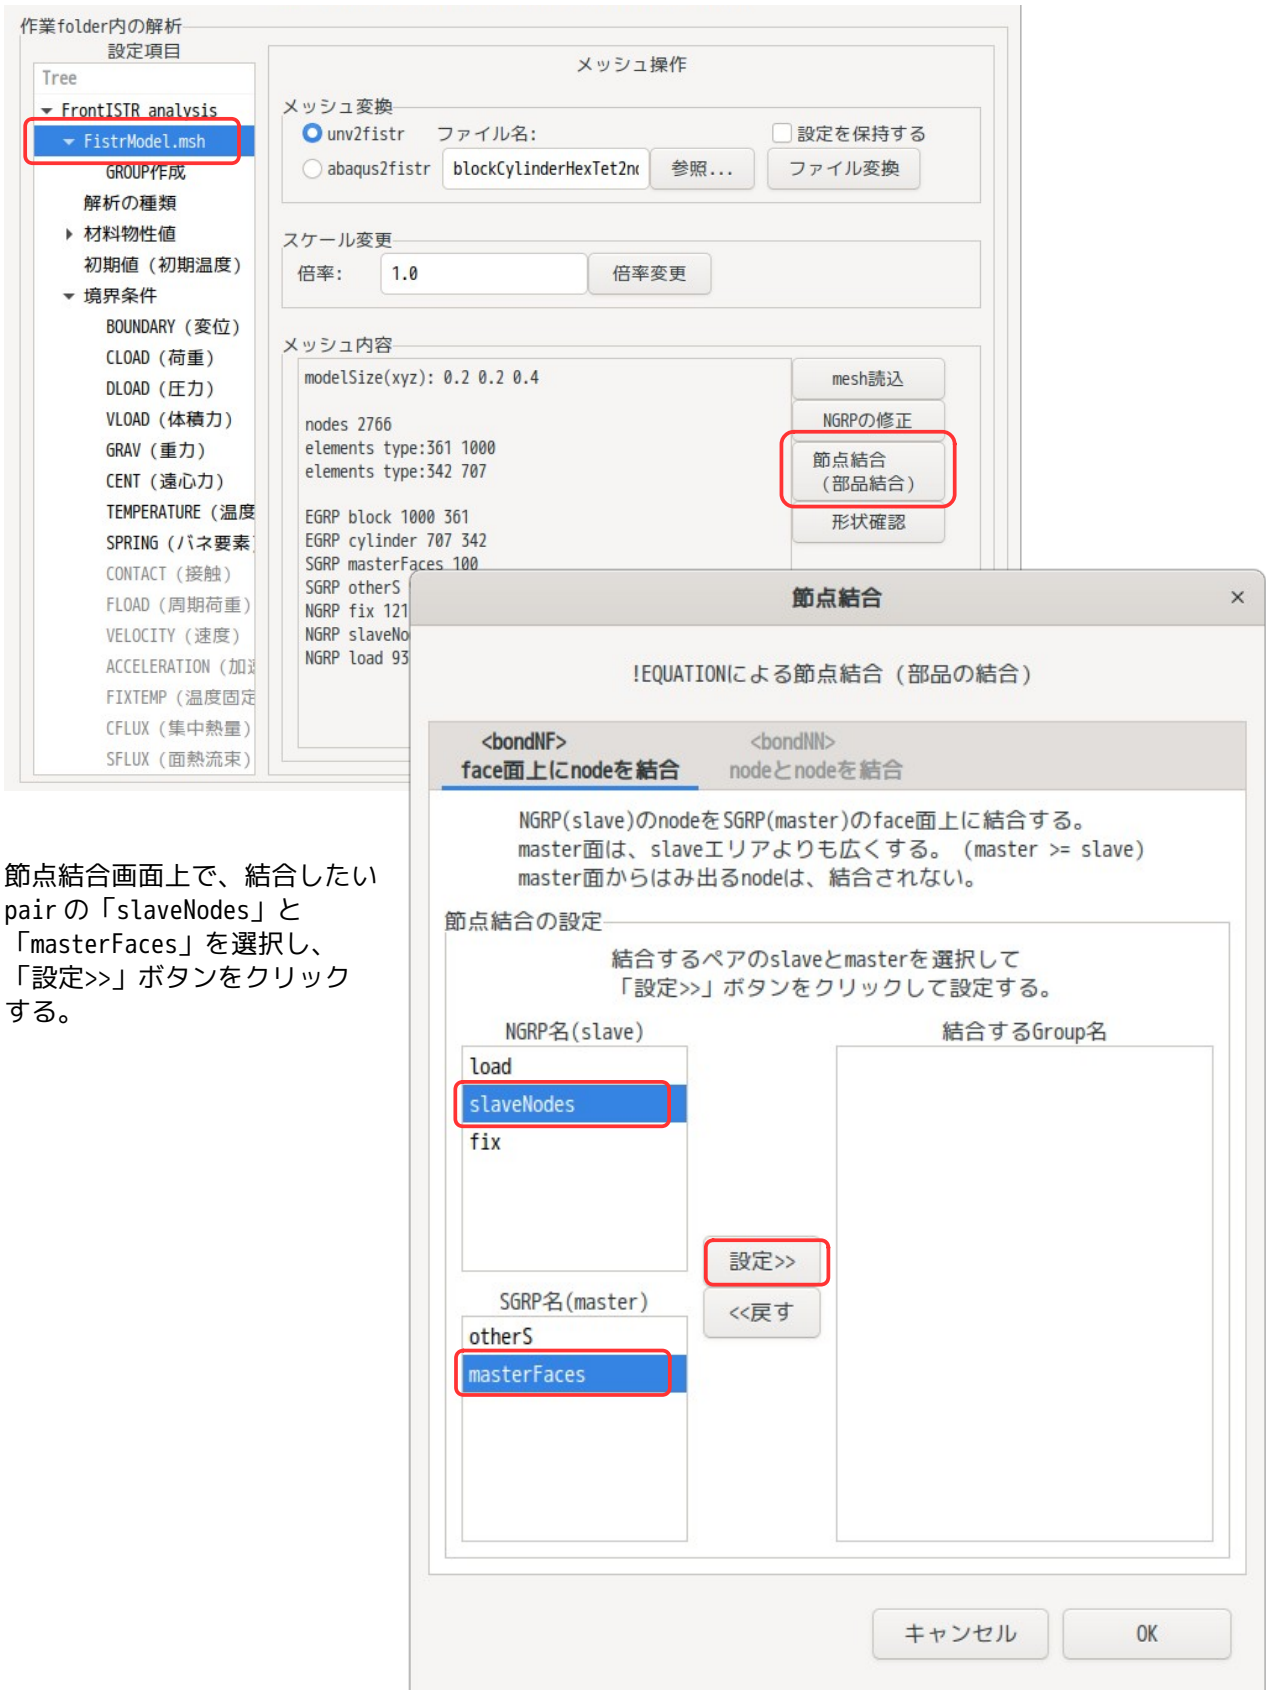 作業folder内の解析
設定項目
Tree
FrontISTR analysis
FistrModel.msh
GROUP作成
解析の種類
材料物性値
初期値（初期温度）
境界条件
BOUNDARY（変位）
CLOAD（荷重）
DLOAD（圧力）
VLOAD（体積力）
GRAV（重力）
CENT（遠心力）
TEMPERATURE（温度
SPRING（バネ要素）
CONTACT（接触）
FLOAD（周期荷重）
VELOCITY（速度）
ACCELERATION（加速
FIXTEMP（温度固定
CFLUX（集中熱量）
SFLUX（面熱流束）
メッシュ操作
メッシュ変換
unv2fistr ファイル名: 設定を保持する
abaqus2fistr blockCylinderHexTet2nd 参照... ファイル変換
スケール変更
倍率: 1.0 倍率変更
メッシュ内容
modelSize(xyz): 0.2 0.2 0.4
nodes 2766
elements type:361 1000
elements type:342 707
EGRP block 1000 361
EGRP cylinder 707 342
SGRP masterFaces 100
SGRP otherS
NGRP fix 121
NGRP slaveNo
NGRP load 93
mesh読込
NGRPの修正
節点結合
（部品結合）
形状確認
節点結合 ×
!EQUATIONによる節点結合（部品の結合）
<bondNF>
face面上にnodeを結合
<bondNN>
nodeとnodeを結合
NGRP(slave)のnodeをSGRP(master)のface面上に結合する。
master面は、slaveエリアよりも広くする。（master >= slave)
master面からはみ出るnodeは、結合されない。
節点結合の設定
結合するペアのslaveとmasterを選択して
「設定>>」ボタンをクリックして設定する。
NGRP名(slave)
load
slaveNodes
fix
SGRP名(master)
otherS
masterFaces
設定>>
<<戻す
結合するGroup名
キャンセル OK
節点結合画面上で、結合したい
pair の「slaveNodes」と
「masterFaces」を選択し、
「設定>>」ボタンをクリック
する。